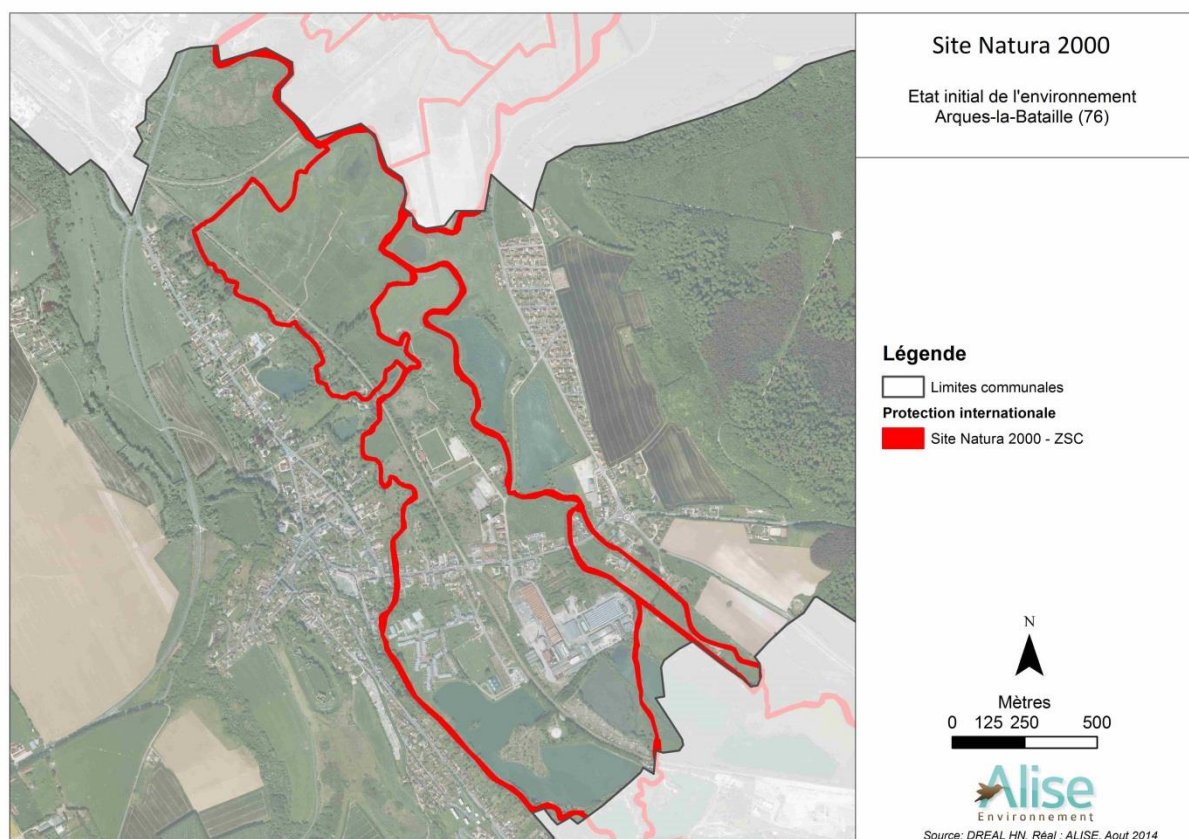 Site Natura 2000
Etat initial de l'environnement
Arques-la-Bataille (76)
Légende
Limites communales
Protection internationale
Site Natura 2000 - ZSC
N
Mètres
0 125 250 500
Alise
Environnement
Source: DREAL HN, Réal : ALISE, Aout 2014